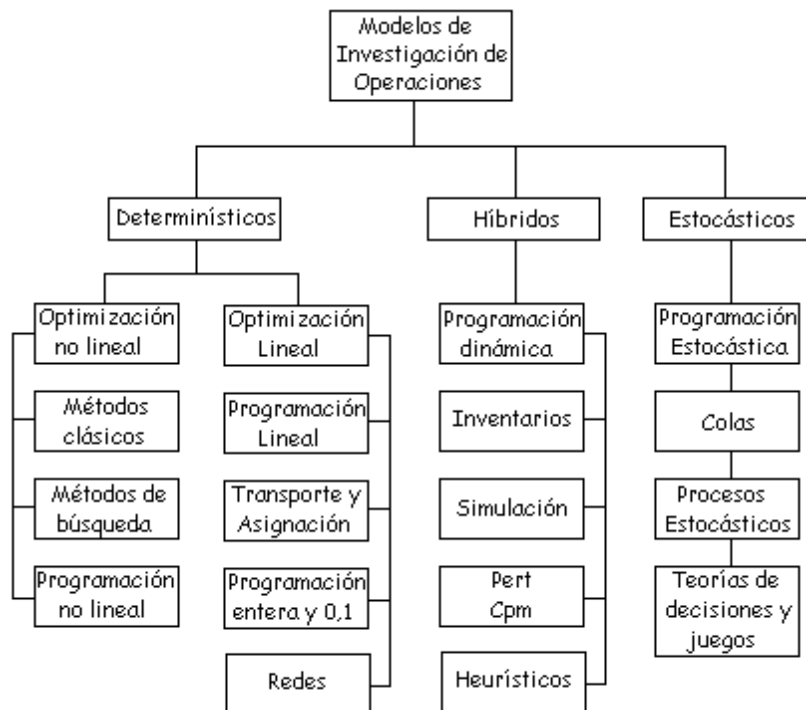 Modelos de
Investigación de
Operaciones
Determinísticos
Híbridos
Estocásticos
Optimización
no lineal
Optimización
Lineal
Programación
dinámica
Programación
Estocástica
Métodos
clásicos
Programación
Lineal
Inventarios
Colas
Métodos de
búsqueda
Transporte y
Asignación
Simulación
Procesos
Estocásticos
Programación
no lineal
Programación
entera y 0,1
Pert
Cpm
Teorías de
decisiones y
juegos
Redes
Heurísticos